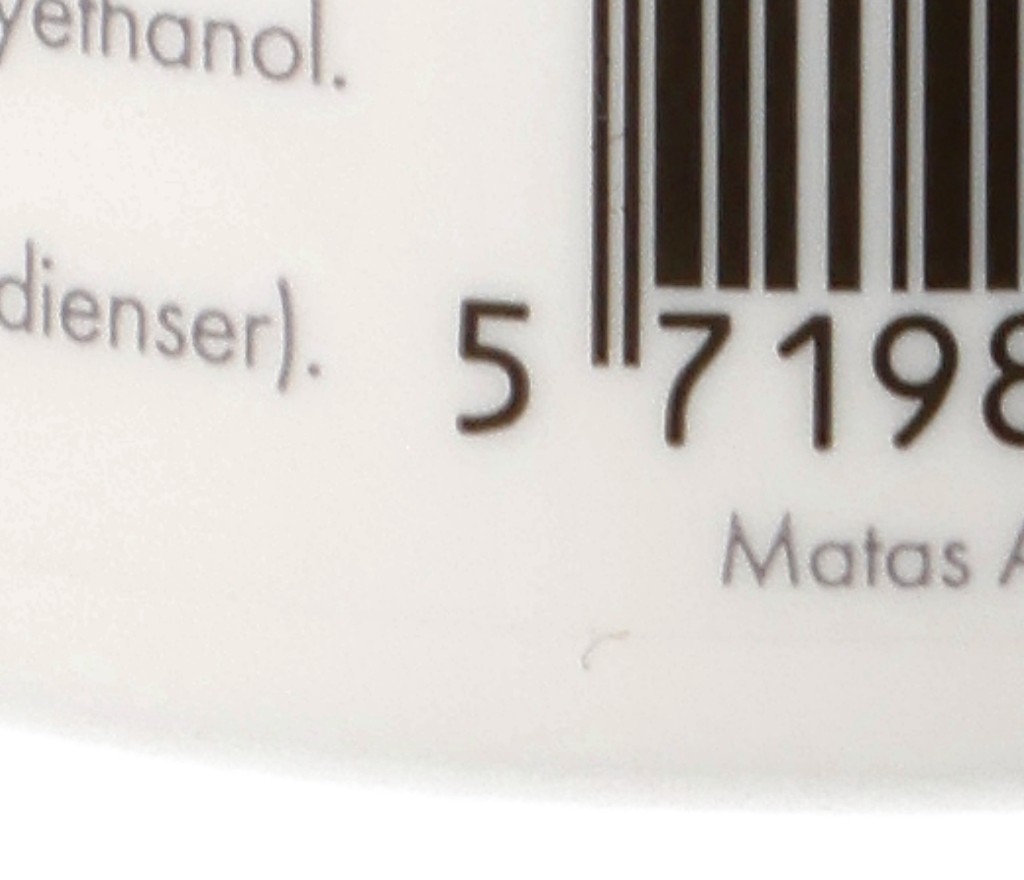 yethanol.
dienser).
5 7198
Matas A